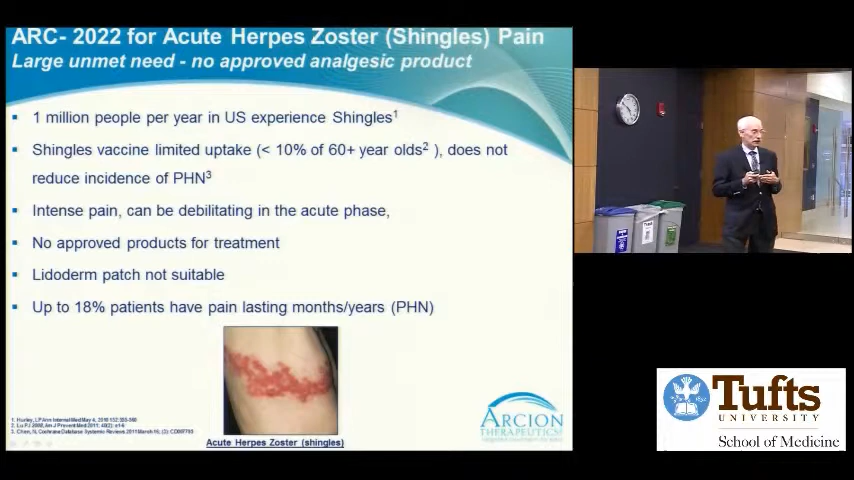 ARC- 2022 for Acute Herpes Zoster (Shingles) Pain
Large unmet need - no approved analgesic product
▪ 1 million people per year in US experience Shingles1
▪ Shingles vaccine limited uptake (< 10% of 60+ year olds2 ), does not
reduce incidence of PHN3
▪ Intense pain, can be debilitating in the acute phase,
▪ No approved products for treatment
▪ Lidoderm patch not suitable
▪ Up to 18% patients have pain lasting months/years (PHN)
Acute Herpes Zoster (shingles)
ARCION
THERAPEUTICS
Tufts
UNIVERSITY
School of Medicine